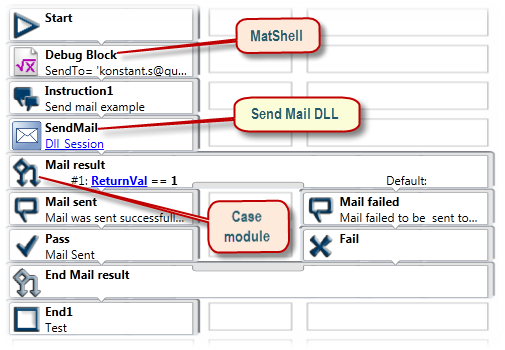 Start
MatShell
Debug Block
SendTo= 'konstant.s@qu...
Instruction1
Send mail example
Send Mail DLL
SendMail
Dll Session
Mail result
#1: ReturnVal == 1
Default:
Mail sent
Mail was sent successfull...
Case
module
Mail failed
Mail failed to be sent to...
Pass
Mail Sent
Fail
End Mail result
End1
Test